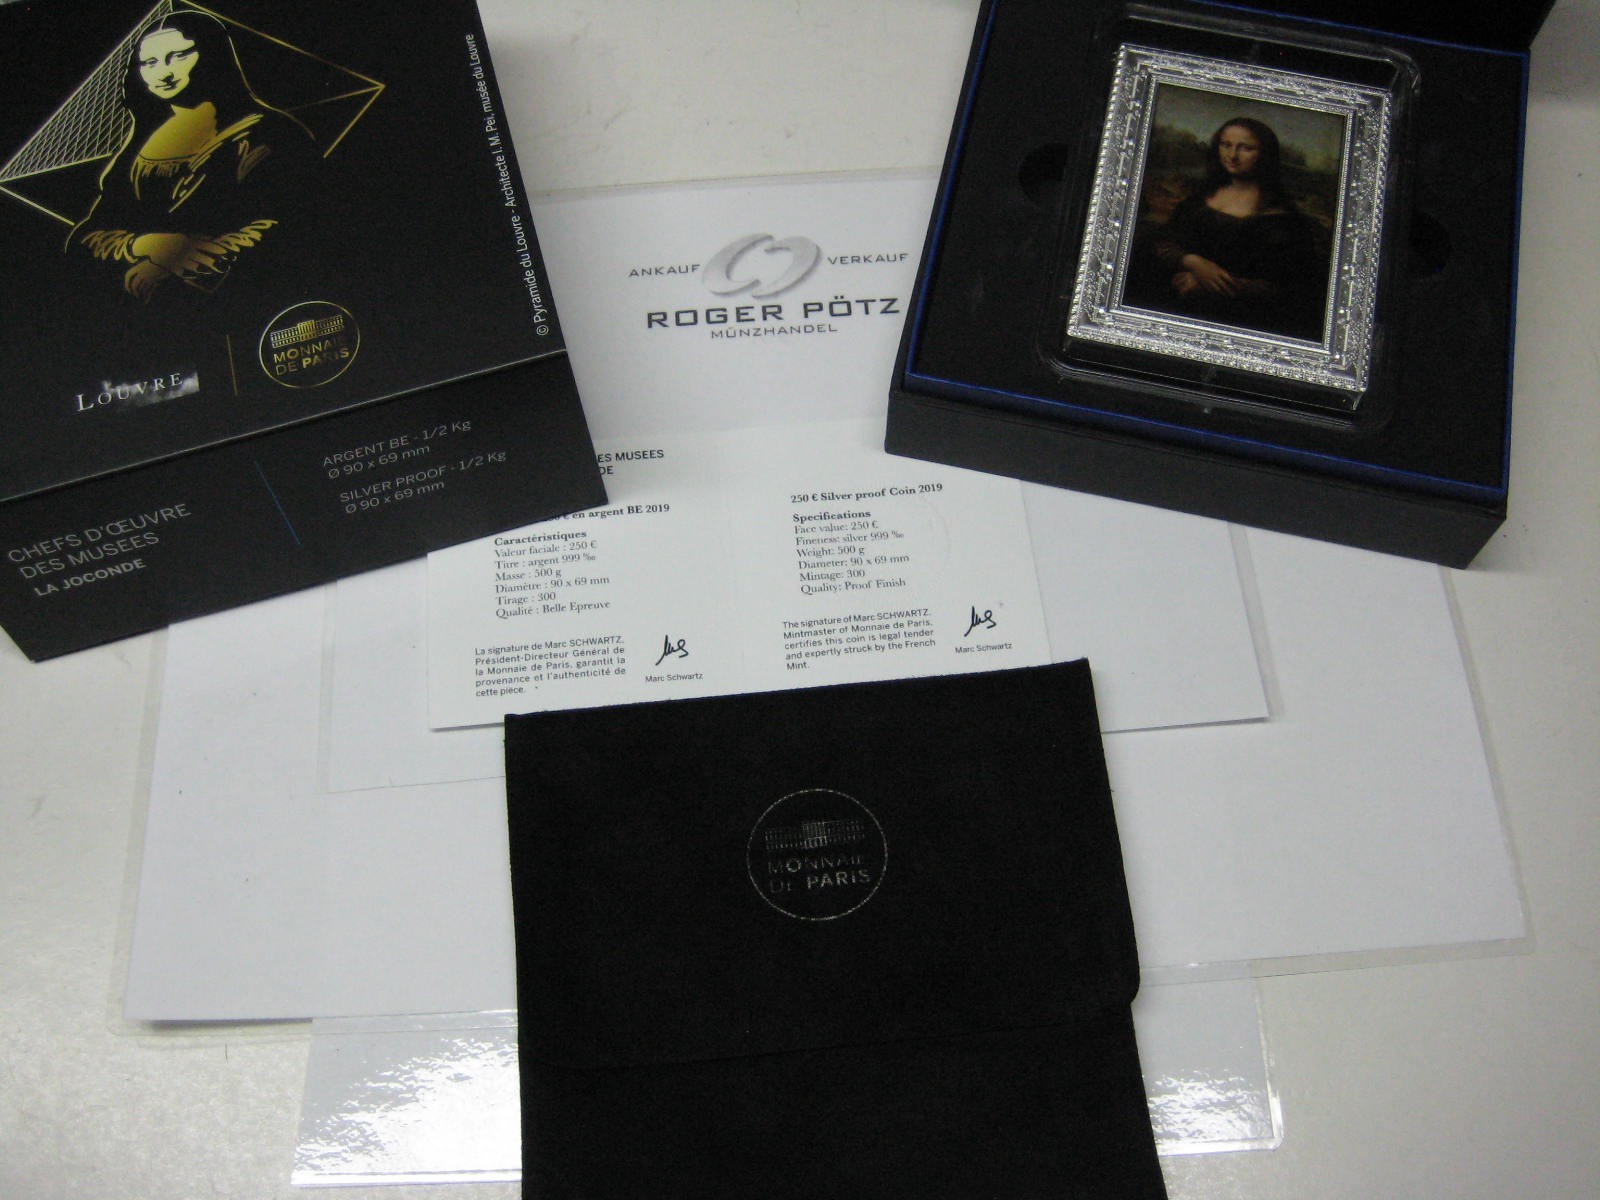 © Pyramide du Louvre - Architecte I. M. Pei, musée du Louvre
LOUVRE
MONNAIE
DE PARIS
ARGENT BE - 1/2 Kg
Ø 90 x 69 mm
SILVER PROOF - 1/2 Kg
Ø 90 x 69 mm
CHEFS D'ŒUVRE
DES MUSEES
LA JOCONDE
ANKAUF VERKAUF
ROGER PÖTZ
MÜNZHANDEL
ES MUSEES
DE
€ en argent BE 2019
Caractéristiques
Valeur faciale : 250 €
Titre : argent 999 ‰
Masse : 500 g
Diamètre : 90 x 69 mm
Tirage : 300
Qualité : Belle Epreuve
La signature de Marc SCHWARTZ,
Président-Directeur Général de
la Monnaie de Paris, garantit la
provenance et l'authenticité de
cette pièce.
Marc Schwartz
250 € Silver proof Coin 2019
Specifications
Face value: 250 €
Fineness: silver 999 ‰
Weight: 500 g
Diameter: 90 x 69 mm
Mintage: 300
Quality: Proof Finish
The signature of Marc SCHWARTZ,
Mintmaster of Monnaie de Paris,
certifies this coin is legal tender
and expertly struck by the French
Mint.
Marc Schwartz
MONNAIE
DE PARIS